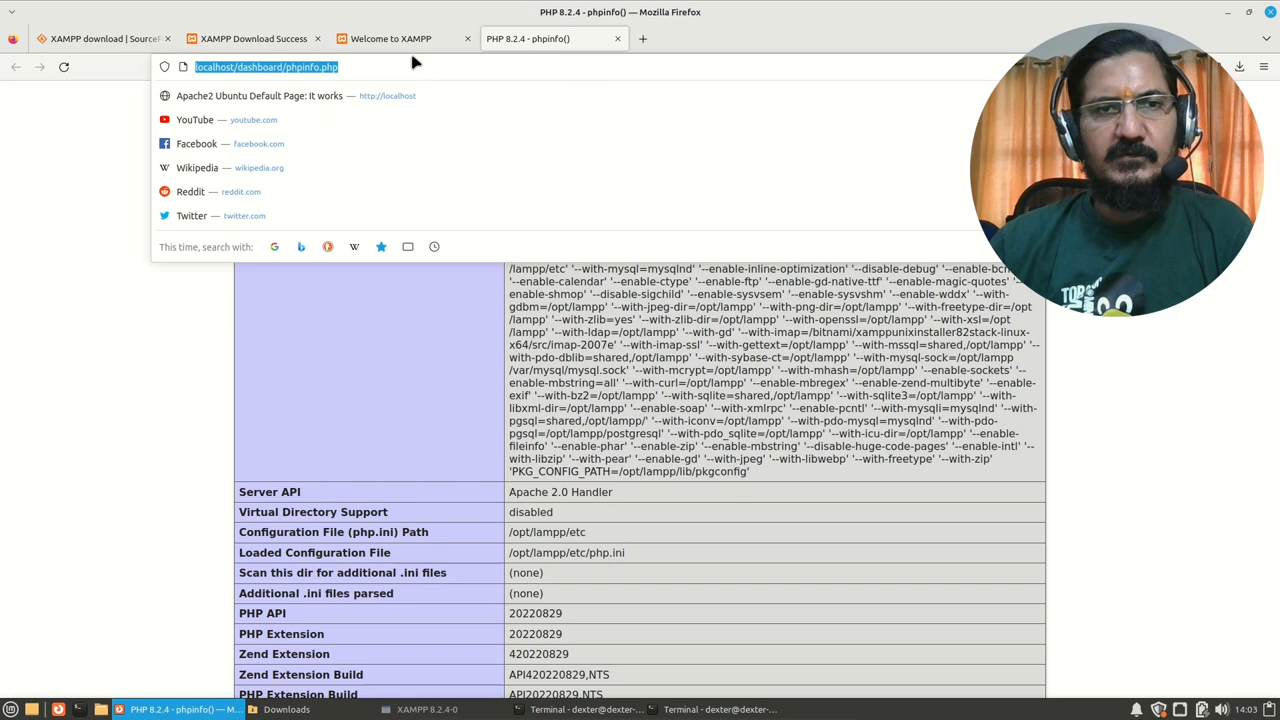 PHP 8.2.4 - phpinfo() — Mozilla Firefox
XAMPP download | SourceF
XAMPP Download Success
Welcome to XAMPP
PHP 8.2.4 - phpinfo()
localhost/dashboard/phpinfo.php
Apache2 Ubuntu Default Page: It works — http://localhost
YouTube — youtube.com
Facebook — facebook.com
Wikipedia — wikipedia.org
Reddit — reddit.com
Twitter — twitter.com
This time, search with:
/lampp/etc' '--with-mysql=mysqlnd' '--enable-inline-optimization' '--disable-debug' '--enable-bcm
'--enable-calendar' '--enable-ctype' '--enable-ftp' '--enable-gd-native-ttf' '--enable-magic-quotes' '--
enable-shmop' '--disable-sigchild' '--enable-sysvsem' '--enable-sysvshm' '--enable-wddx' '--with-
gdbm=/opt/lampp' '--with-jpeg-dir=/opt/lampp' '--with-png-dir=/opt/lampp' '--with-freetype-dir=/opt
/lampp' '--with-zlib=yes' '--with-zlib-dir=/opt/lampp' '--with-openssl=/opt/lampp' '--with-xsl=/opt
/lampp' '--with-ldap=/opt/lampp' '--with-gd' '--with-imap=/bitnami/xamppunixinstaller82stack-linux-
x64/src/imap-2007e' '--with-imap-ssl' '--with-gettext=/opt/lampp' '--with-mssql=shared,/opt/lampp' '--
with-pdo-dblib=shared,/opt/lampp' '--with-sybase-ct=/opt/lampp' '--with-mysql-sock=/opt/lampp
/var/mysql/mysql.sock' '--with-mcrypt=/opt/lampp' '--with-mhash=/opt/lampp' '--enable-sockets' '--
enable-mbstring=all' '--with-curl=/opt/lampp' '--enable-mbregex' '--enable-zend-multibyte' '--enable-
exif' '--with-bz2=/opt/lampp' '--with-sqlite=shared,/opt/lampp' '--with-sqlite3=/opt/lampp' '--with-
libxml-dir=/opt/lampp' '--enable-soap' '--with-xmlrpc' '--enable-pcntl' '--with-mysqli=mysqlnd' '--with-
pgsql=shared,/opt/lampp/' '--with-iconv=/opt/lampp' '--with-pdo-mysql=mysqlnd' '--with-pdo-
pgsql=/opt/lampp/postgresql' '--with-pdo_sqlite=/opt/lampp' '--with-icu-dir=/opt/lampp' '--enable-
fileinfo' '--enable-phar' '--enable-zip' '--enable-mbstring' '--disable-huge-code-pages' '--enable-intl' '--
with-libzip' '--with-pear' '--enable-gd' '--with-jpeg' '--with-libwebp' '--with-freetype' '--with-zip'
'PKG_CONFIG_PATH=/opt/lampp/lib/pkgconfig'
Server API Apache 2.0 Handler
Virtual Directory Support disabled
Configuration File (php.ini) Path /opt/lampp/etc
Loaded Configuration File /opt/lampp/etc/php.ini
Scan this dir for additional .ini files (none)
Additional .ini files parsed (none)
PHP API 20220829
PHP Extension 20220829
Zend Extension 420220829
Zend Extension Build API420220829,NTS
PHP Extension Build API20220829,NTS
TOP
PHP 8.2.4 - phpinfo() — M...
Downloads
XAMPP 8.2.4-0
Terminal - dexter@dexter-...
Terminal - dexter@dexter-...
14:03